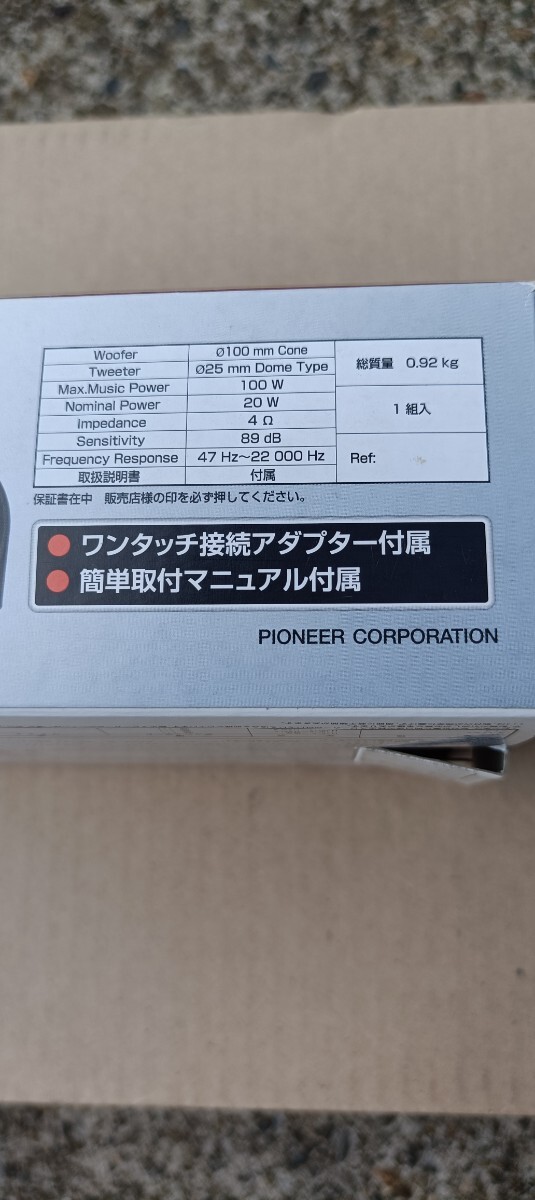 Woofer ø100 mm Cone
Tweeter ø25 mm Dome Type
Max.Music Power 100 W
Nominal Power 20 W
Impedance 4 Ω
Sensitivity 89 dB
Frequency Response 47 Hz～22 000 Hz
取扱説明書 付属
総質量 0.92 kg
1 組入
Ref:
保証書在中 販売店様の印を必ず押してください。
● ワンタッチ接続アダプター付属
● 簡単取付マニュアル付属
PIONEER CORPORATION